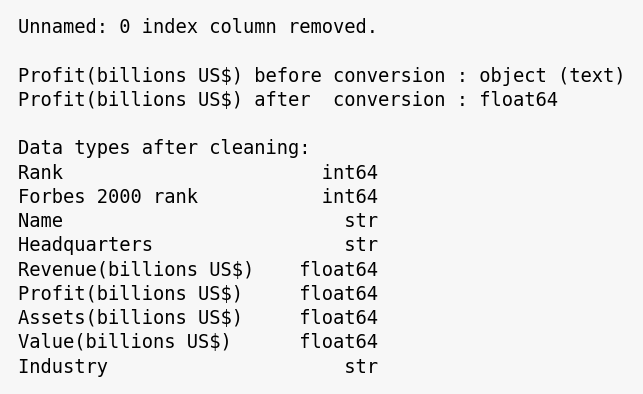 Unnamed: 0 index column removed.

Profit(billions US$) before conversion : object (text)
Profit(billions US$) after  conversion : float64

Data types after cleaning:
Rank                       int64
Forbes 2000 rank           int64
Name                         str
Headquarters                 str
Revenue(billions US$)    float64
Profit(billions US$)     float64
Assets(billions US$)     float64
Value(billions US$)      float64
Industry                     str